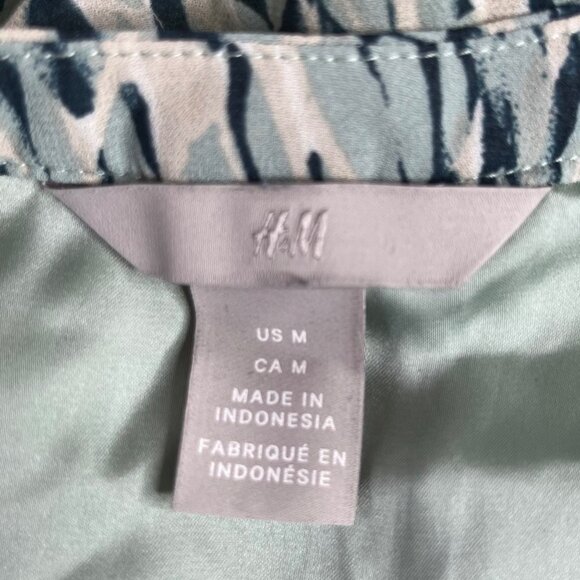 H&M
US M
CA M
MADE IN
INDONESIA
FABRIQUÉ EN
INDONÉSIE